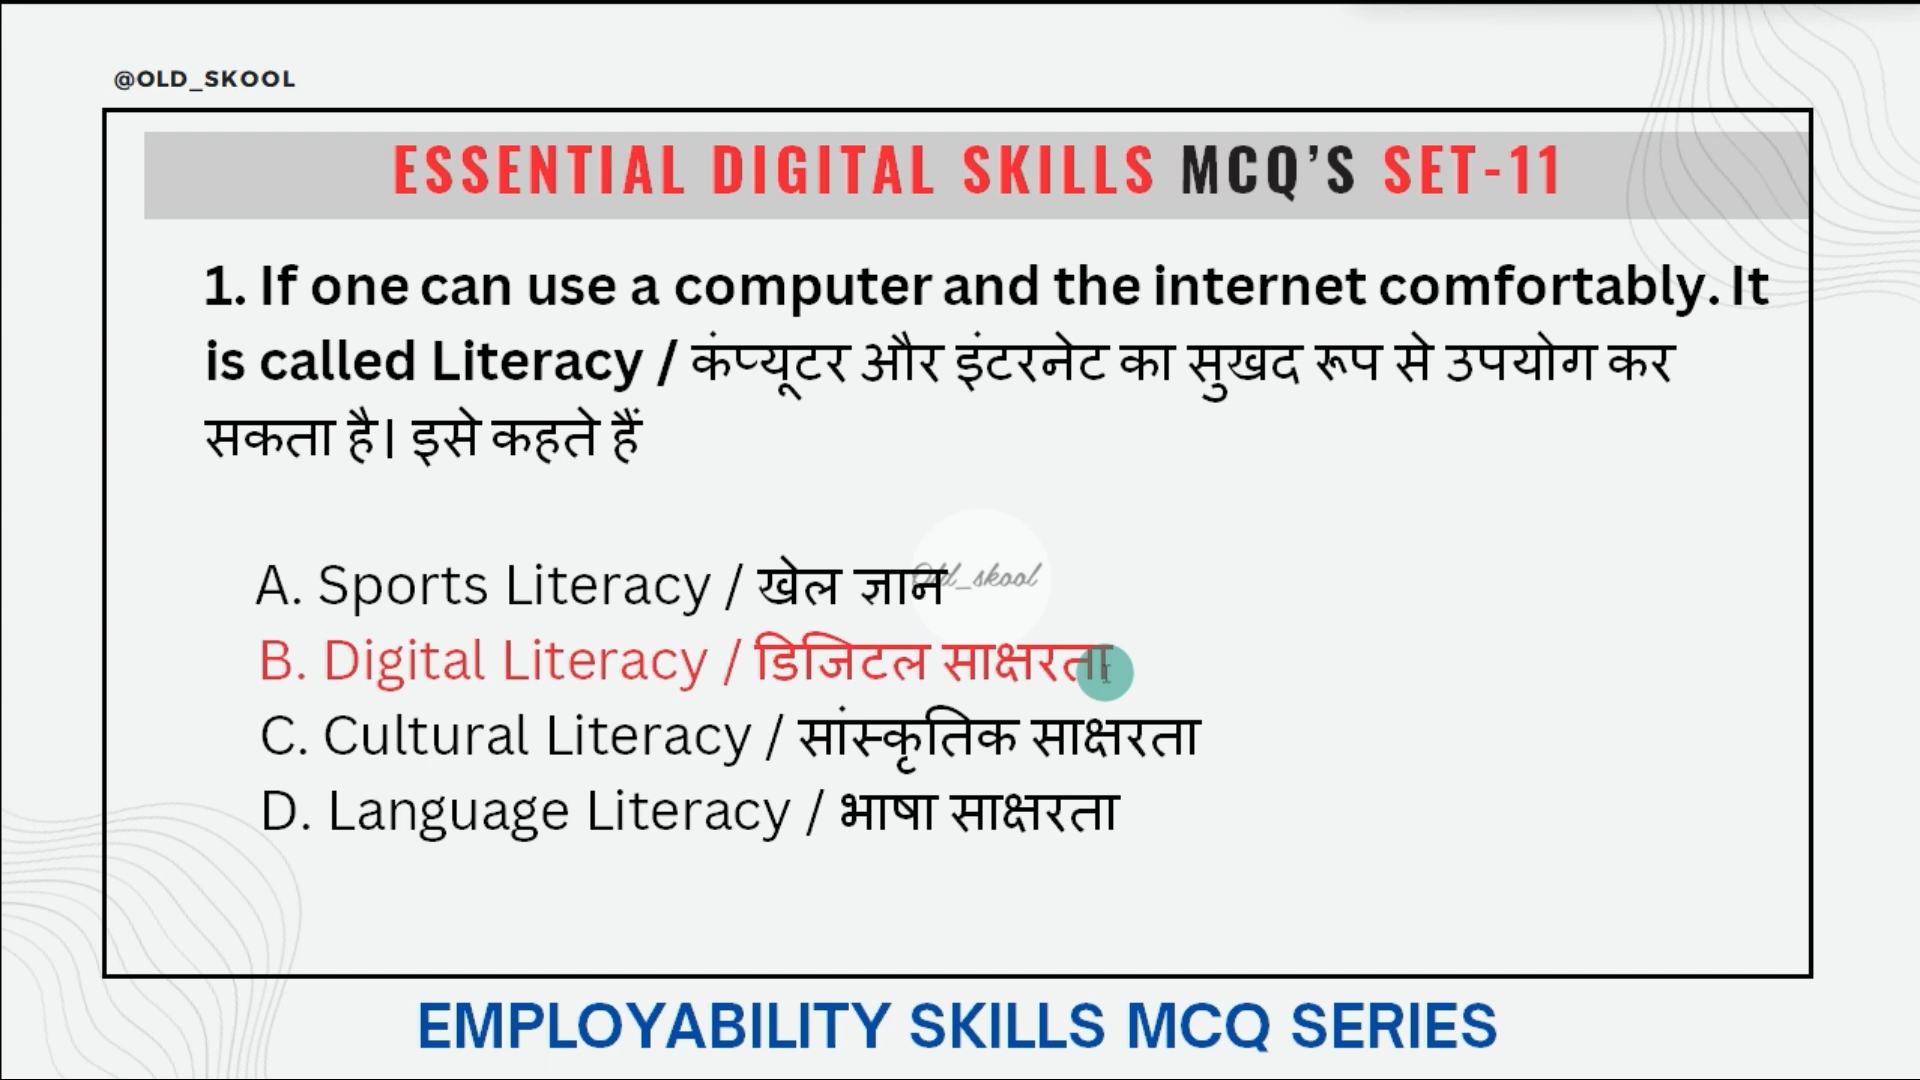 @OLD_SKOOL
ESSENTIAL DIGITAL SKILLS MCQ'S SET-11
1. If one can use a computer and the internet comfortably. It
is called Literacy / कंप्यूटर और इंटरनेट का सुखद रूप से उपयोग कर
सकता है। इसे कहते हैं
A. Sports Literacy / खेल ज्ञान
Old_skool
B. Digital Literacy / डिजिटल साक्षरता
C. Cultural Literacy / सांस्कृतिक साक्षरता
D. Language Literacy / भाषा साक्षरता
EMPLOYABILITY SKILLS MCQ SERIES